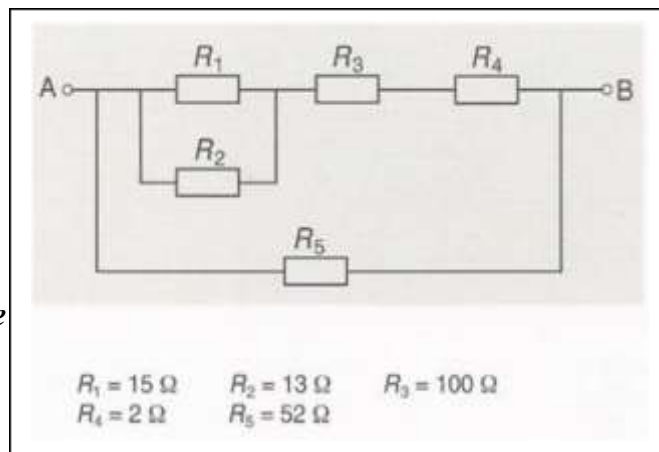 R₁ R₃ R₄
A B
R₂
R₅
e
R₁ = 15 Ω R₂ = 13 Ω R₃ = 100 Ω
R₄ = 2 Ω R₅ = 52 Ω